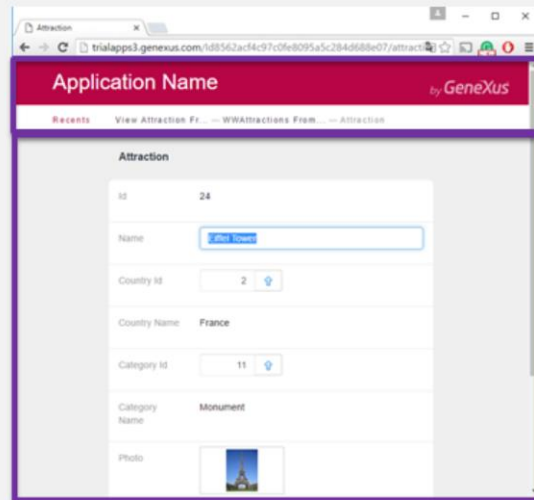 Attraction
trialapps3.genexus.com/Id8562acf4c97c0fe8095a5c284d688e07/attracti
Application Name
by GeneXus
Recents View Attraction Fr... — WWAttractions From... — Attraction
Attraction
Id 24
Name Eiffel Tower
Country Id 2
Country Name France
Category Id 11
Category
Name
Monument
Photo